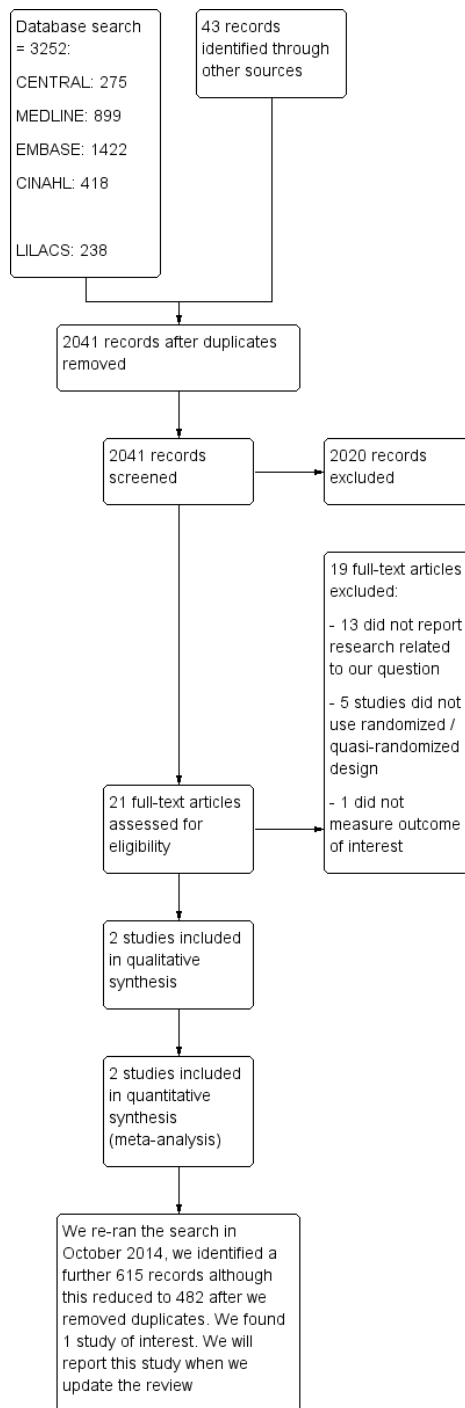 Database search
= 3252:
CENTRAL: 275
MEDLINE: 899
EMBASE: 1422
CINAHL: 418
LILACS: 238
43 records
identified through
other sources
2041 records after duplicates
removed
2041 records
screened
2020 records
excluded
19 full-text articles
excluded:
- 13 did not report
research related
to our question
- 5 studies did not
use randomized /
quasi-randomized
design
- 1 did not
measure outcome
of interest
21 full-text articles
assessed for
eligibility
2 studies included
in qualitative
synthesis
2 studies included
in quantitative
synthesis
(meta-analysis)
We re-ran the search in
October 2014, we identified a
further 615 records although
this reduced to 482 after we
removed duplicates. We found
1 study of interest. We will
report this study when we
update the review